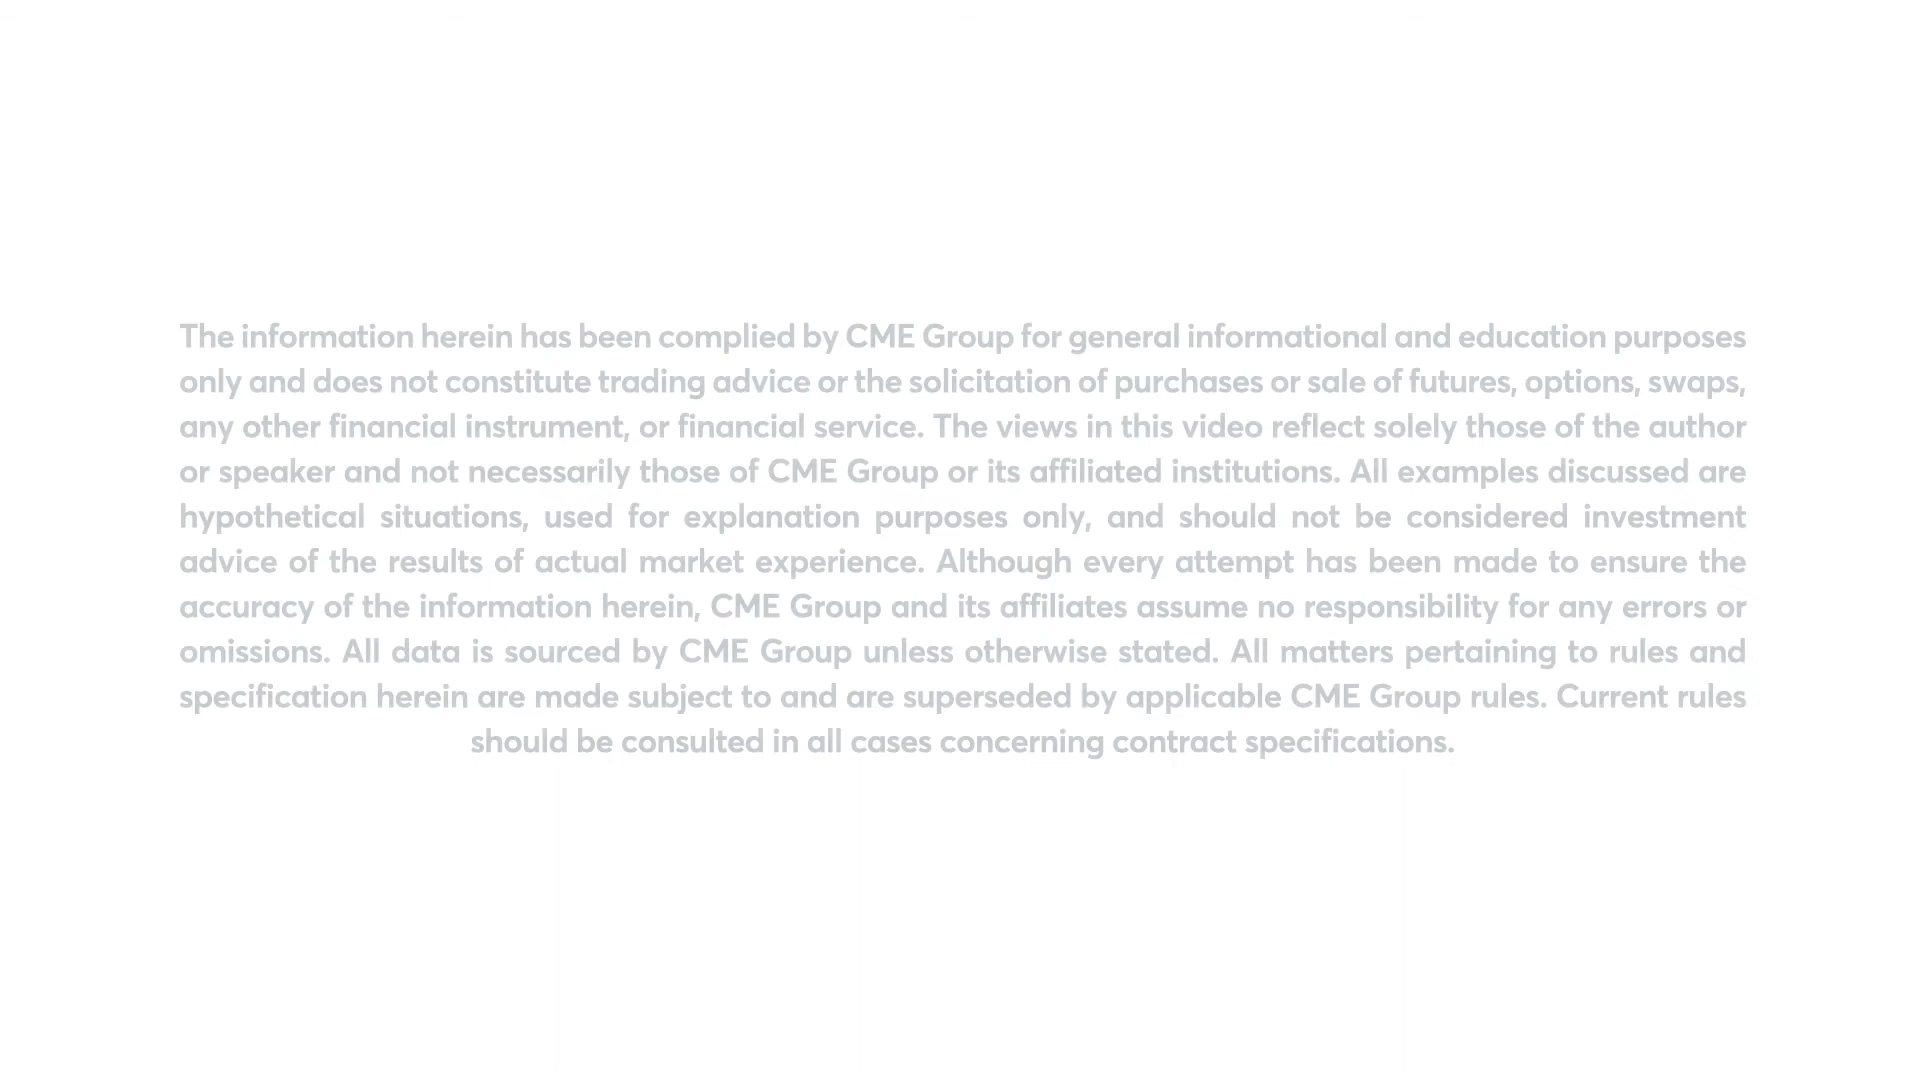 The information herein has been complied by CME Group for general informational and education purposes
only and does not constitute trading advice or the solicitation of purchases or sale of futures, options, swaps,
any other financial instrument, or financial service. The views in this video reflect solely those of the author
or speaker and not necessarily those of CME Group or its affiliated institutions. All examples discussed are
hypothetical situations, used for explanation purposes only, and should not be considered investment
advice of the results of actual market experience. Although every attempt has been made to ensure the
accuracy of the information herein, CME Group and its affiliates assume no responsibility for any errors or
omissions. All data is sourced by CME Group unless otherwise stated. All matters pertaining to rules and
specification herein are made subject to and are superseded by applicable CME Group rules. Current rules
should be consulted in all cases concerning contract specifications.